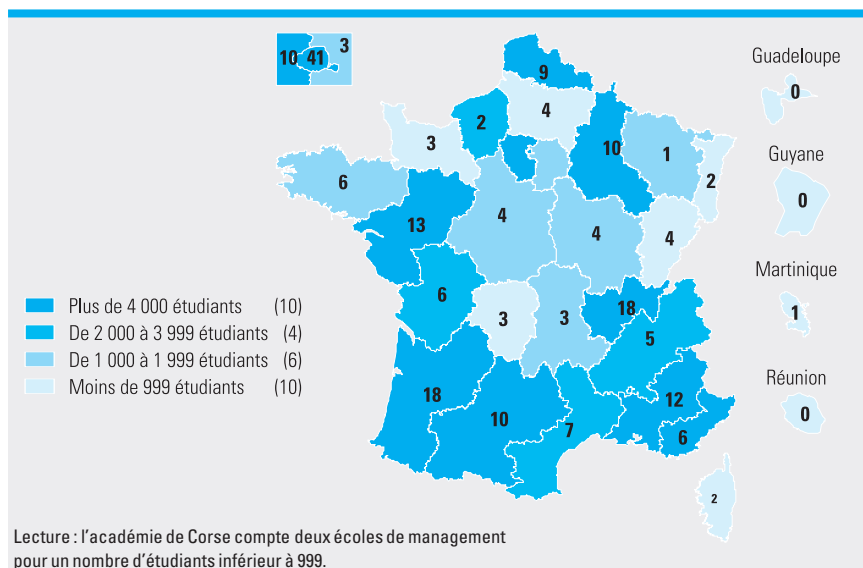 3
10 41
Guadeloupe
0
9
4
2
10
3
1
Guyane
2
6
0
4
13
4
4
Martinique
6
18
1
3
3
5
Plus de 4 000 étudiants (10)
De 2 000 à 3 999 étudiants (4)
De 1 000 à 1 999 étudiants (6)
Moins de 999 étudiants (10)
Réunion
18
12
0
10
7
6
2
Lecture : l'académie de Corse compte deux écoles de management
pour un nombre d'étudiants inférieur à 999.